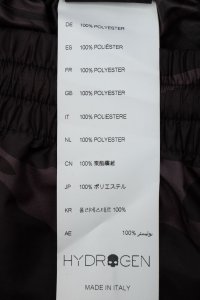 DE 100% POLYESTER
ES 100% POLIÉSTER
FR 100% POLYESTER
GB 100% POLYESTER
IT 100% POLIESTERE
NL 100% POLYESTER
CN 100% 聚酯纖維
JP 100% ポリエステル
KR 폴리에스테르 100%
AE 100% بوليستر
HYDROGEN
MADE IN ITALY